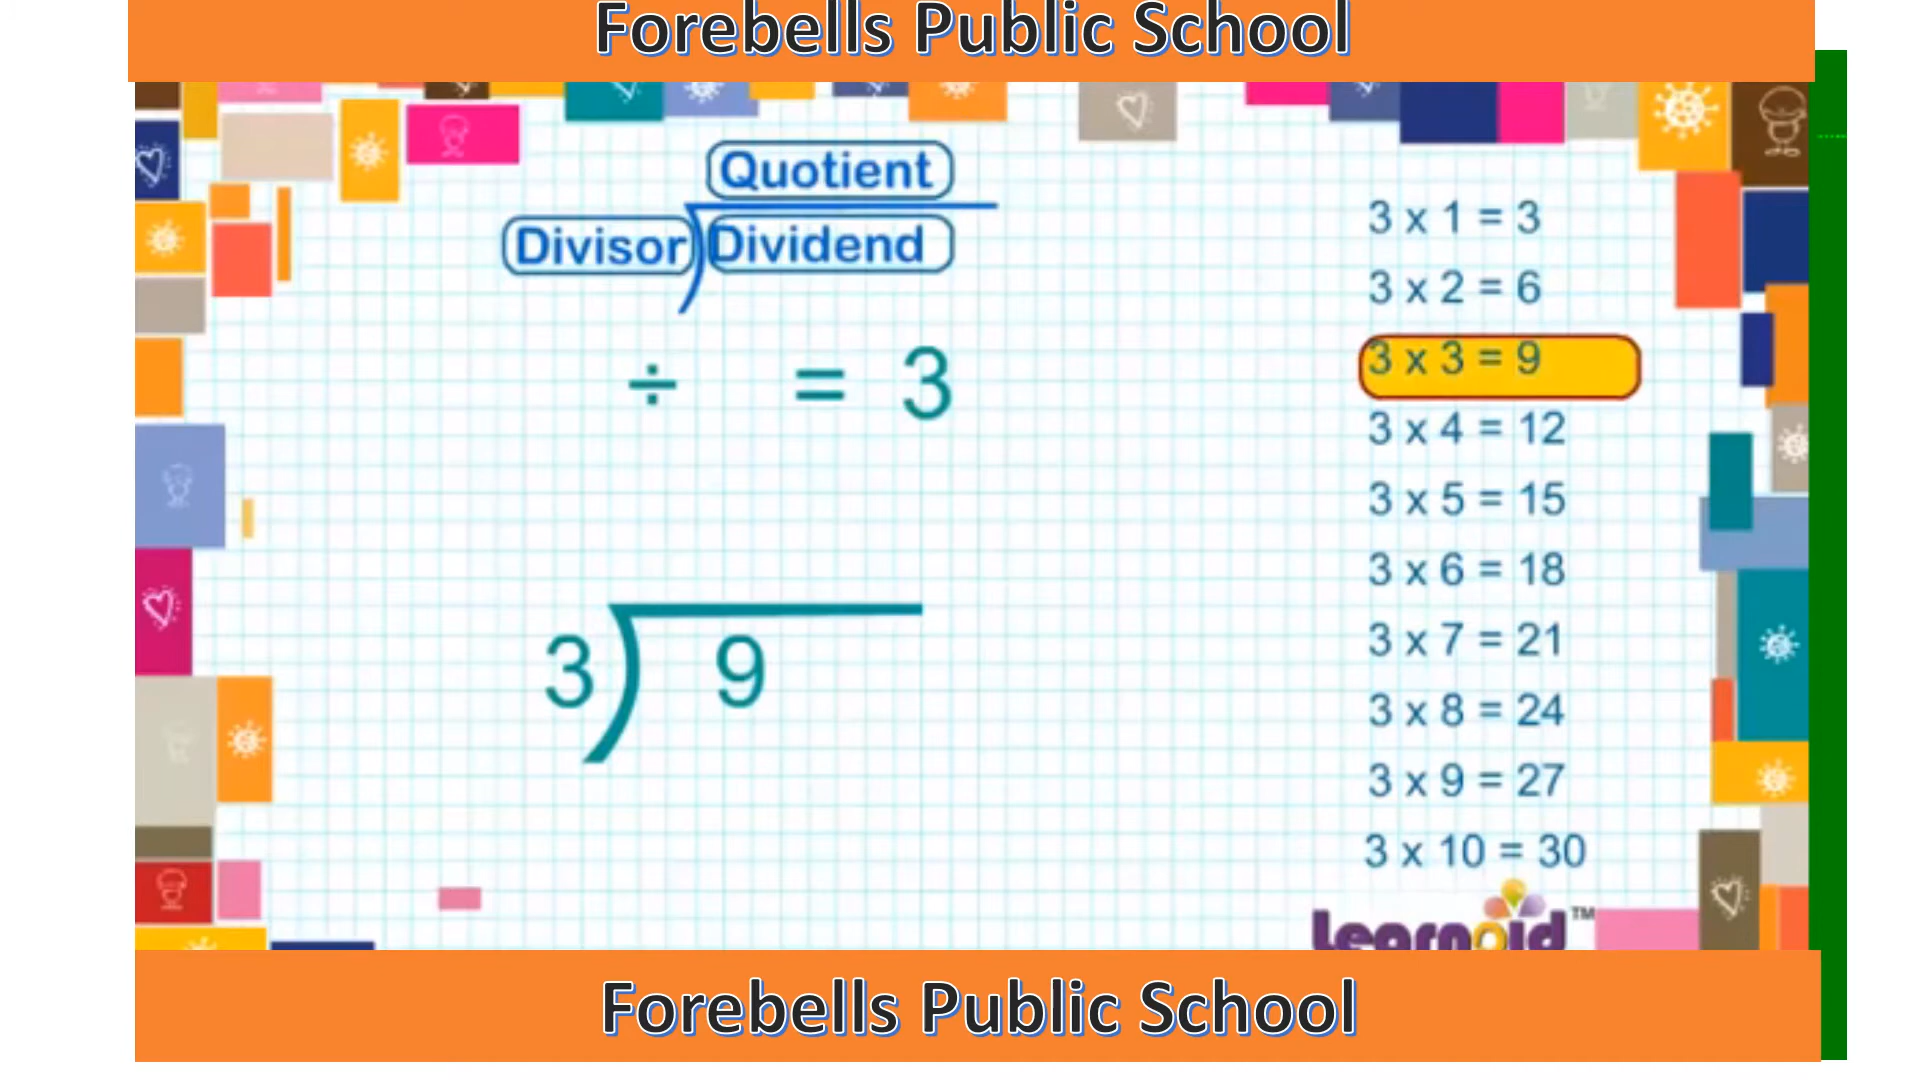 Forebells Public School
Quotient
Divisor Dividend
÷ = 3
3 9
3 x 1 = 3
3 x 2 = 6
3 x 3 = 9
3 x 4 = 12
3 x 5 = 15
3 x 6 = 18
3 x 7 = 21
3 x 8 = 24
3 x 9 = 27
3 x 10 = 30
Learnoid™
Forebells Public School